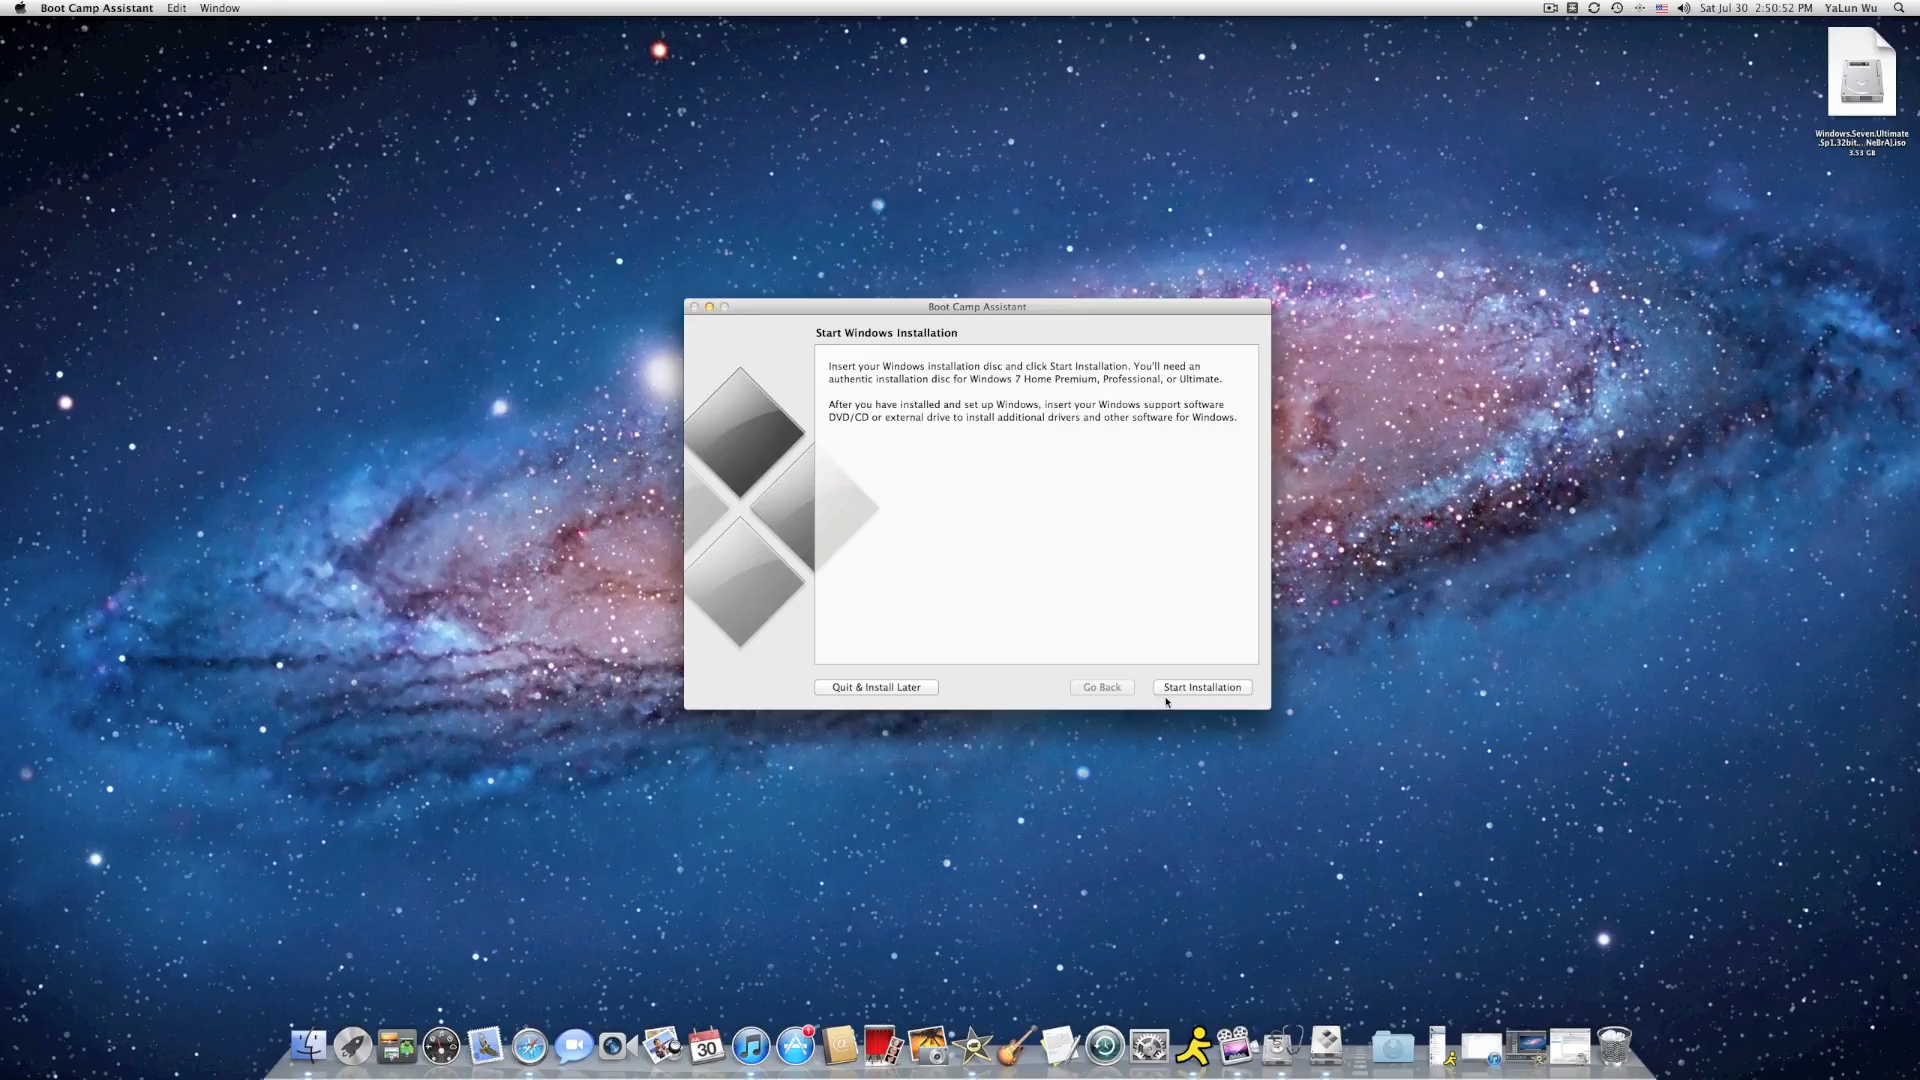 Boot Camp Assistant Edit Window
Sat Jul 30 2:50:52 PM YaLun Wu
Windows.Seven.Ultimate
.Sp1.32bit....NeBrA].iso
3.53 GB
Boot Camp Assistant
Start Windows Installation
Insert your Windows installation disc and click Start Installation. You'll need an
authentic installation disc for Windows 7 Home Premium, Professional, or Ultimate.
After you have installed and set up Windows, insert your Windows support software
DVD/CD or external drive to install additional drivers and other software for Windows.
Quit & Install Later
Go Back
Start Installation
JUL
30
1